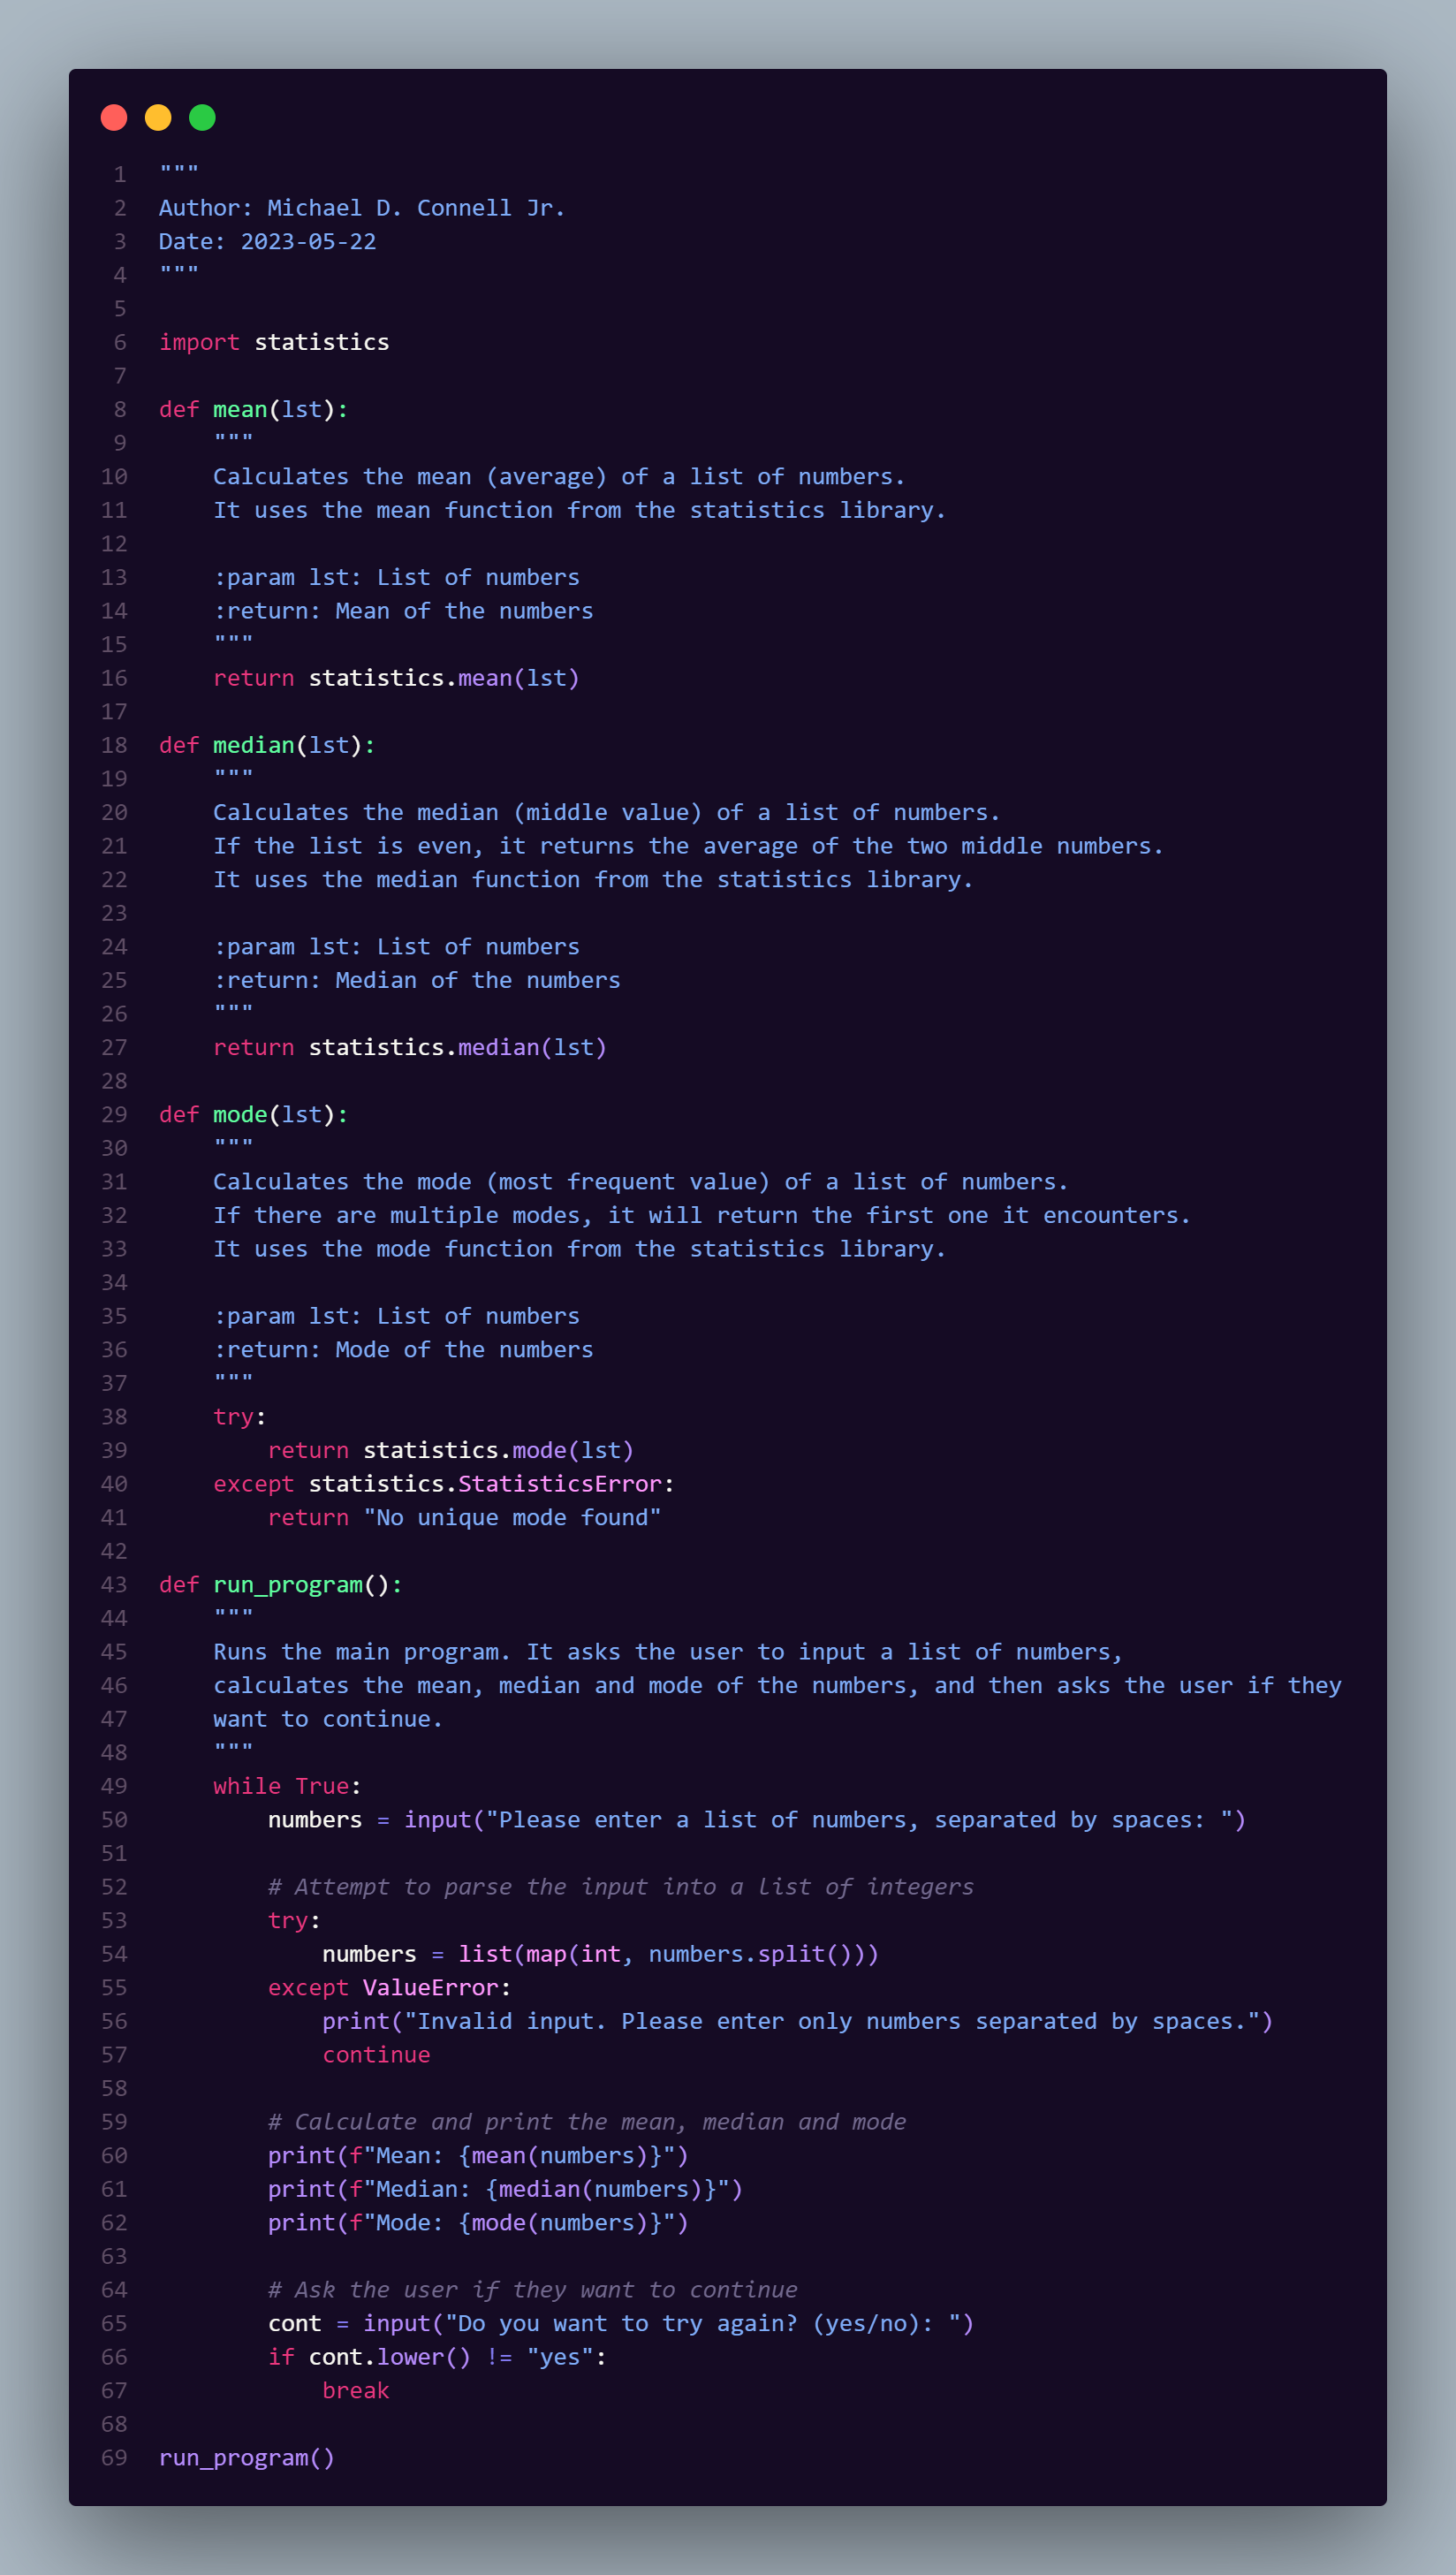 1 """
2 Author: Michael D. Connell Jr.
3 Date: 2023-05-22
4 """
5
6 import statistics
7
8 def mean(lst):
9     """
10     Calculates the mean (average) of a list of numbers.
11     It uses the mean function from the statistics library.
12
13     :param lst: List of numbers
14     :return: Mean of the numbers
15     """
16     return statistics.mean(lst)
17
18 def median(lst):
19     """
20     Calculates the median (middle value) of a list of numbers.
21     If the list is even, it returns the average of the two middle numbers.
22     It uses the median function from the statistics library.
23
24     :param lst: List of numbers
25     :return: Median of the numbers
26     """
27     return statistics.median(lst)
28
29 def mode(lst):
30     """
31     Calculates the mode (most frequent value) of a list of numbers.
32     If there are multiple modes, it will return the first one it encounters.
33     It uses the mode function from the statistics library.
34
35     :param lst: List of numbers
36     :return: Mode of the numbers
37     """
38     try:
39         return statistics.mode(lst)
40     except statistics.StatisticsError:
41         return "No unique mode found"
42
43 def run_program():
44     """
45     Runs the main program. It asks the user to input a list of numbers,
46     calculates the mean, median and mode of the numbers, and then asks the user if they
47     want to continue.
48     """
49     while True:
50         numbers = input("Please enter a list of numbers, separated by spaces: ")
51
52         # Attempt to parse the input into a list of integers
53         try:
54             numbers = list(map(int, numbers.split()))
55         except ValueError:
56             print("Invalid input. Please enter only numbers separated by spaces.")
57             continue
58
59         # Calculate and print the mean, median and mode
60         print(f"Mean: {mean(numbers)}")
61         print(f"Median: {median(numbers)}")
62         print(f"Mode: {mode(numbers)}")
63
64         # Ask the user if they want to continue
65         cont = input("Do you want to try again? (yes/no): ")
66         if cont.lower() != "yes":
67             break
68
69 run_program()